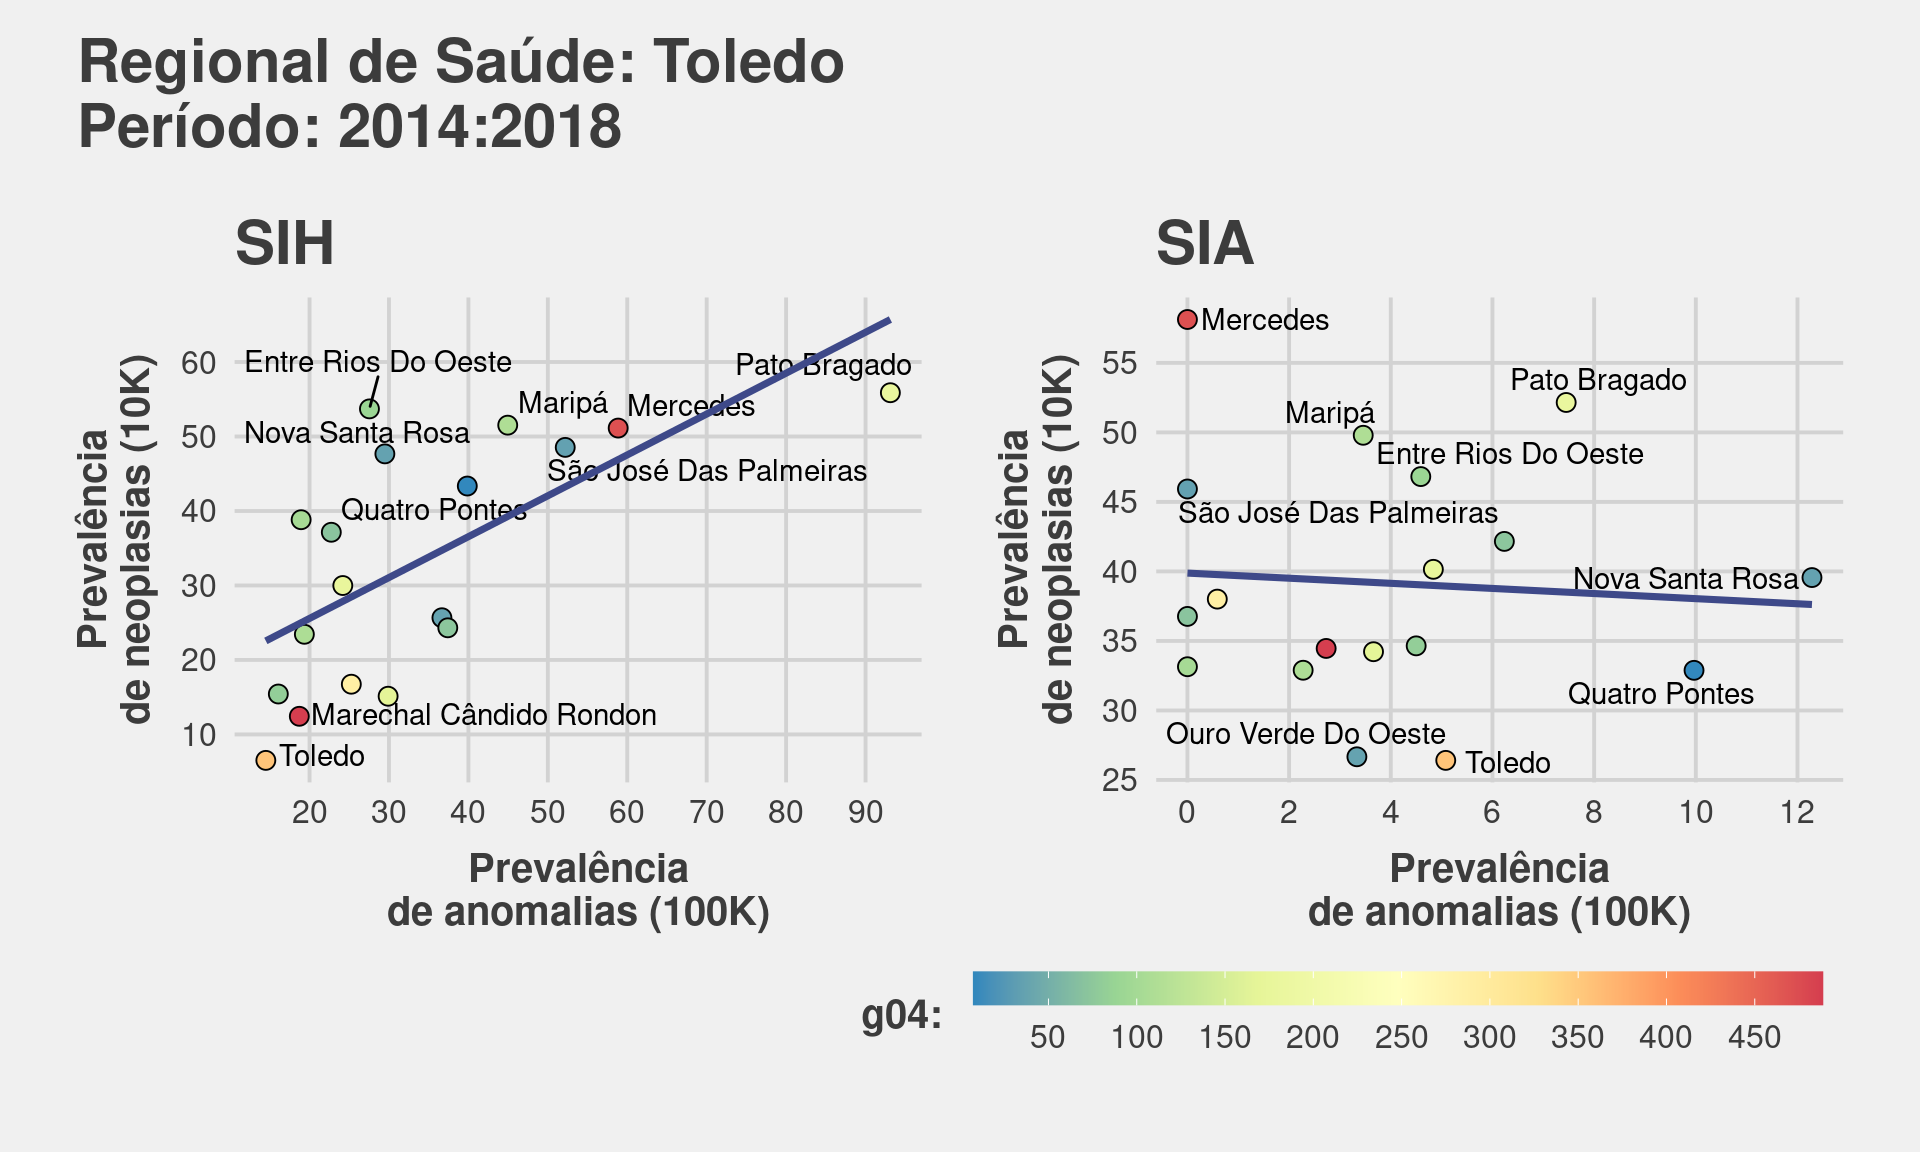 Regional de Saúde: Toledo
Período: 2014:2018
SIH
Prevalência
de neoplasias (10K)
60
50
40
30
20
10
Entre Rios Do Oeste
Pato Bragado
Maripá
Mercedes
Nova Santa Rosa
São José Das Palmeiras
Quatro Pontes
Marechal Cândido Rondon
Toledo
20 30 40 50 60 70 80 90
Prevalência
de anomalias (100K)
SIA
Prevalência
de neoplasias (10K)
55
50
45
40
35
30
25
Mercedes
Pato Bragado
Maripá
Entre Rios Do Oeste
São José Das Palmeiras
Nova Santa Rosa
Quatro Pontes
Ouro Verde Do Oeste
Toledo
0 2 4 6 8 10 12
Prevalência
de anomalias (100K)
g04:
50 100 150 200 250 300 350 400 450